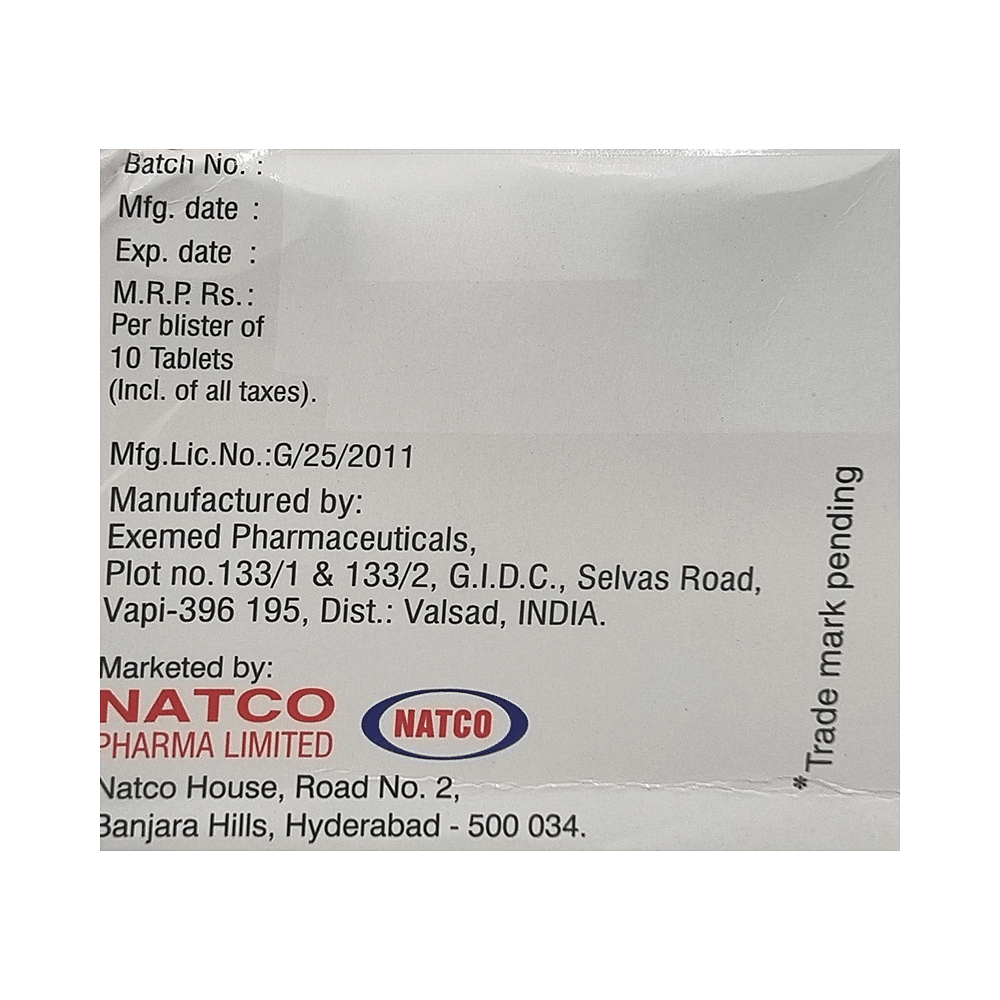 Batch No. :
Mfg. date :
Exp. date :
M.R.P. Rs. :
Per blister of
10 Tablets
(Incl. of all taxes).
Mfg.Lic.No.:G/25/2011
Manufactured by:
Exemed Pharmaceuticals,
Plot no.133/1 & 133/2, G.I.D.C., Selvas Road,
Vapi-396 195, Dist.: Valsad, INDIA.
Marketed by:
NATCO
PHARMA LIMITED
NATCO
Natco House, Road No. 2,
Banjara Hills, Hyderabad - 500 034.
*Trade mark pending